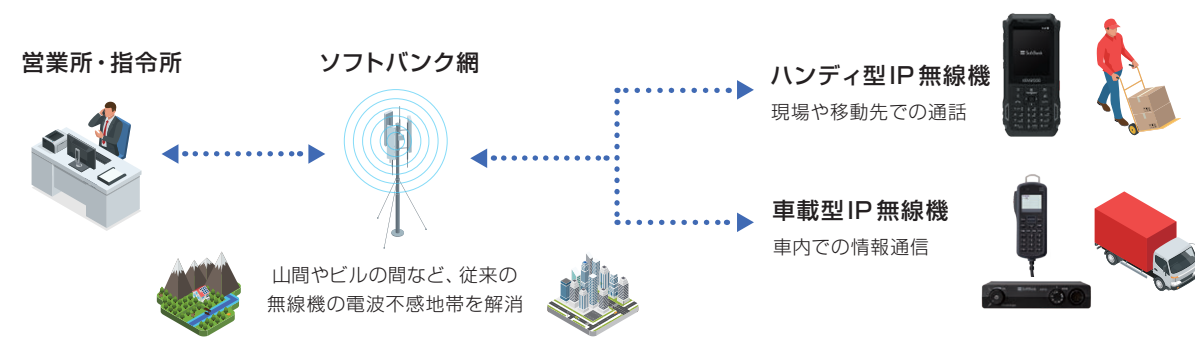 営業所・指令所
ソフトバンク網
山間やビルの間など、従来の
無線機の電波不感地帯を解消
ハンディ型IP無線機
現場や移動先での通話
SoftBank
KENWOOD
車載型IP無線機
車内での情報通信